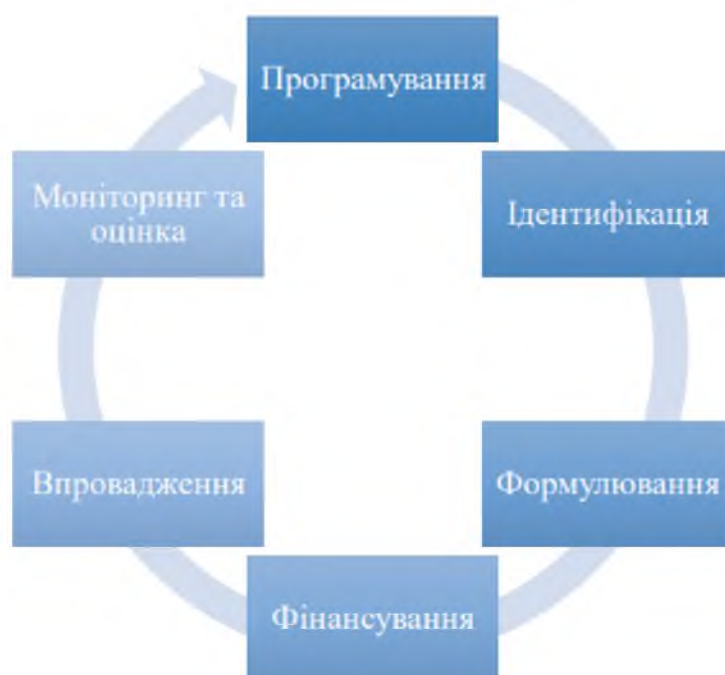 Програмування
Ідентифікація
Формулювання
Фінансування
Впровадження
Моніторинг та
оцінка